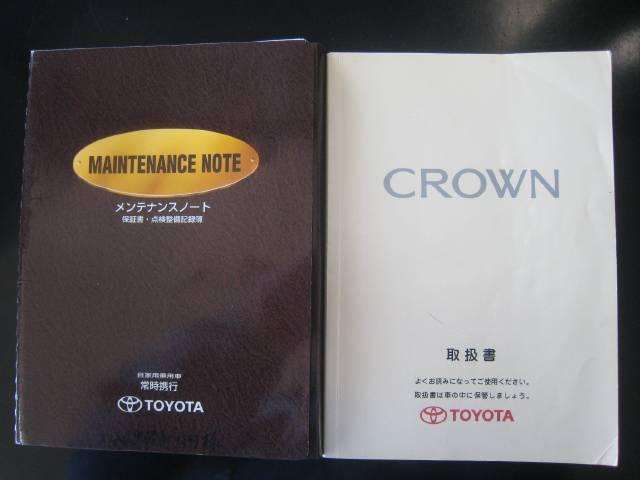 MAINTENANCE NOTE
メンテナンスノート
保証書・点検整備記録簿
自家用乗用車
常時携行
TOYOTA
CROWN
取扱書
よくお読みになってご使用ください。
取扱書は車の中に保管しましょう。
TOYOTA